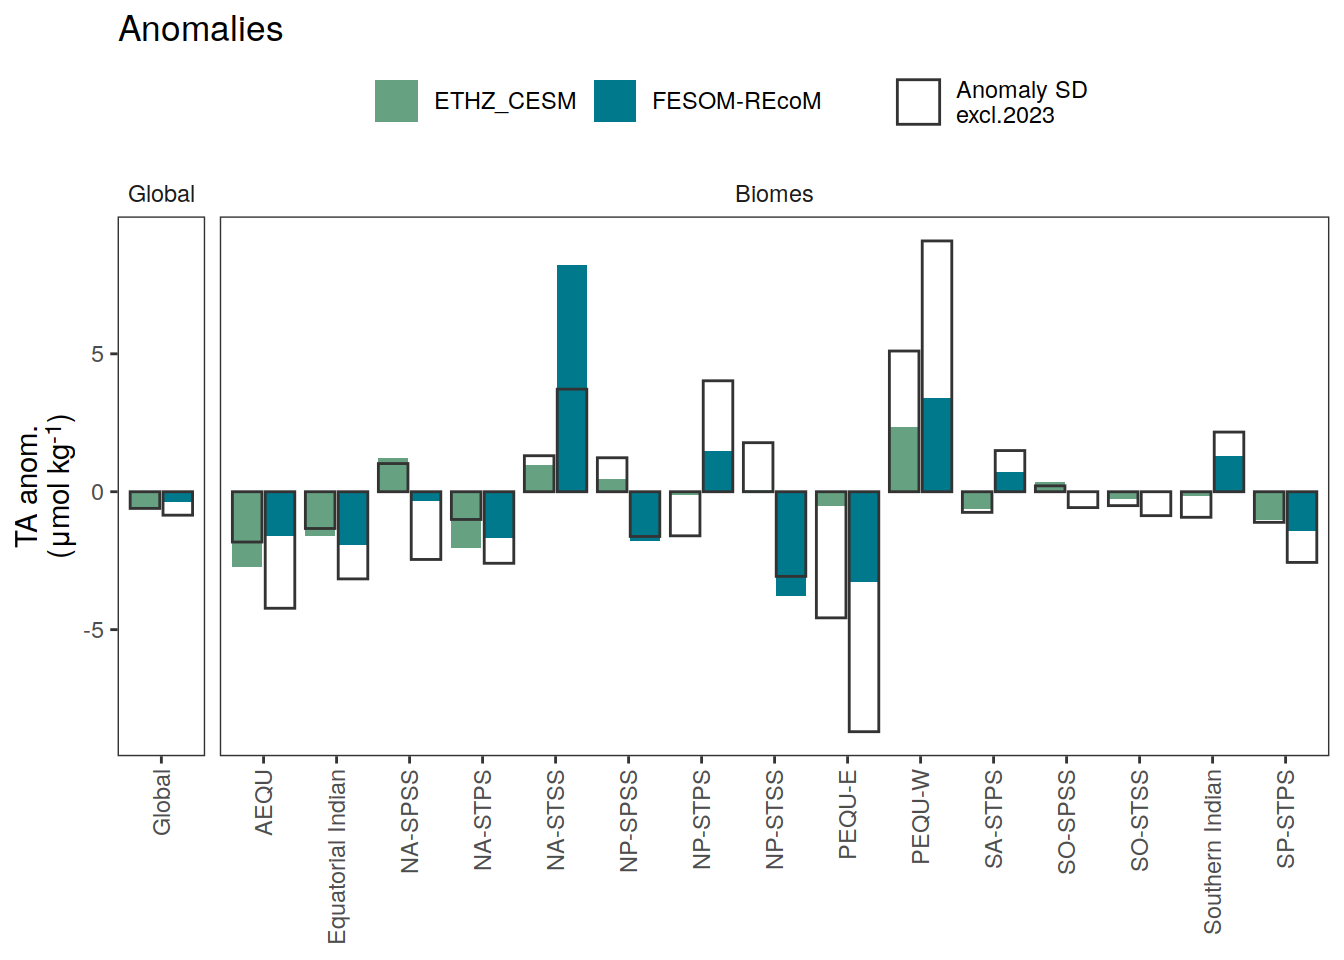 Anomalies
ETHZ_CESM
FESOM-REcoM
Anomaly SD
excl.2023
Global
Biomes
TA anom.
(μmol kg⁻¹)
5
0
-5
Global
AEQU
Equatorial Indian
NA-SPSS
NA-STPS
NA-STSS
NP-SPSS
NP-STPS
NP-STSS
PEQU-E
PEQU-W
SA-STPS
SO-SPSS
SO-STSS
Southern Indian
SP-STPS